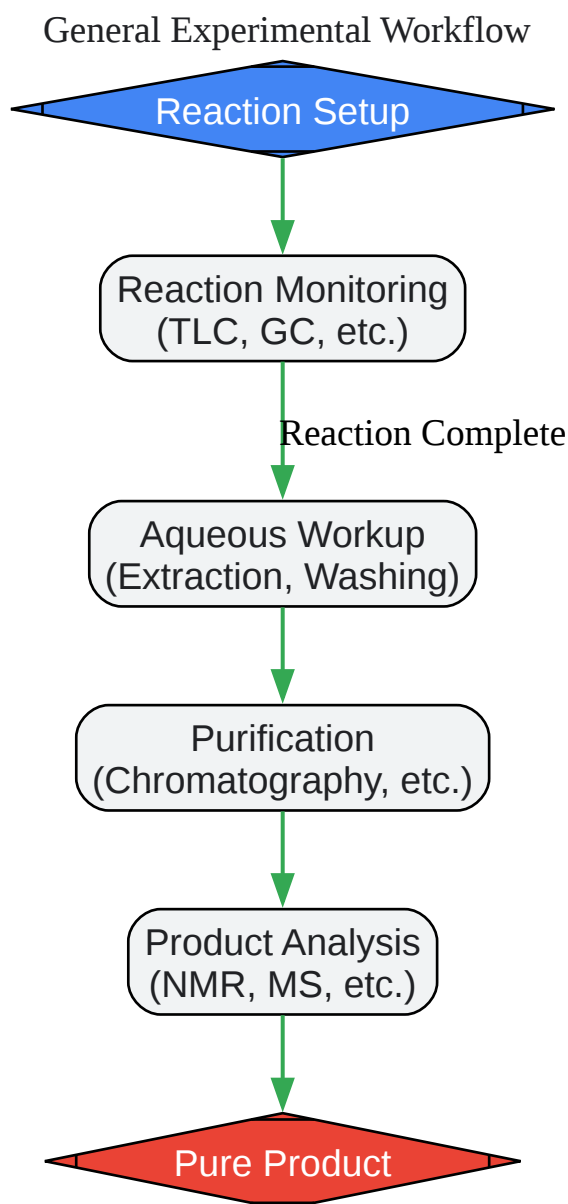 General Experimental Workflow
Reaction Setup
Reaction Monitoring
(TLC, GC, etc.)
Reaction Complete
Aqueous Workup
(Extraction, Washing)
Purification
(Chromatography, etc.)
Product Analysis
(NMR, MS, etc.)
Pure Product